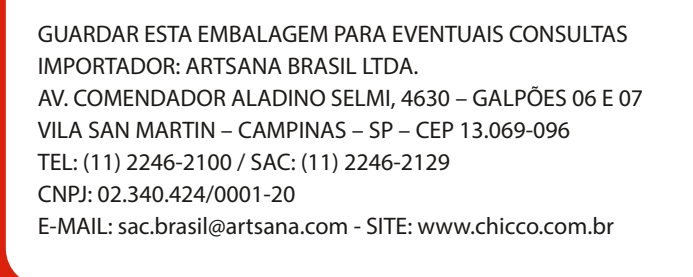 GUARDAR ESTA EMBALAGEM PARA EVENTUAIS CONSULTAS
IMPORTADOR: ARTSANA BRASIL LTDA.
AV. COMENDADOR ALADINO SELMI, 4630 – GALPÕES 06 E 07
VILA SAN MARTIN – CAMPINAS – SP – CEP 13.069-096
TEL: (11) 2246-2100 / SAC: (11) 2246-2129
CNPJ: 02.340.424/0001-20
E-MAIL: sac.brasil@artsana.com - SITE: www.chicco.com.br